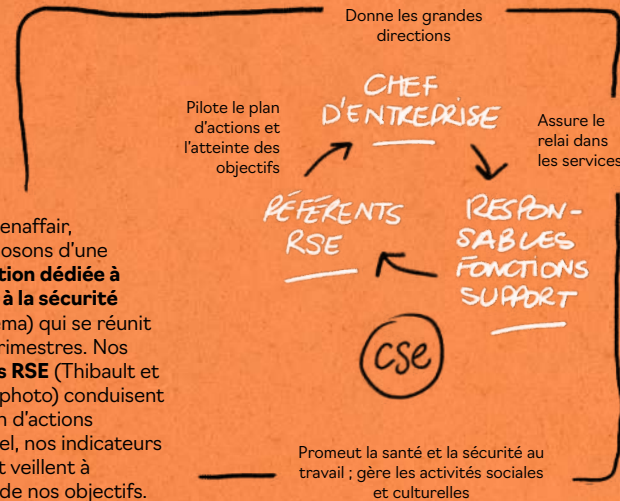 Donne les grandes
directions
CHEF
D'ENTREPRISE
Pilote le plan
d'actions et
l'atteinte des
objectifs
Assure le
relai dans
les services
RÉFÉRENTS
RSE
RESPON-
SABLES
FONCTIONS
SUPPORT
cse
enaffair,
osons d'une
tion dédiée à
à la sécurité
ema) qui se réunit
rimestres. Nos
s RSE (Thibault et
photo) conduisent
n d'actions
el, nos indicateurs
t veillent à
de nos objectifs.
Promeut la santé et la sécurité au
travail ; gère les activités sociales
et culturelles